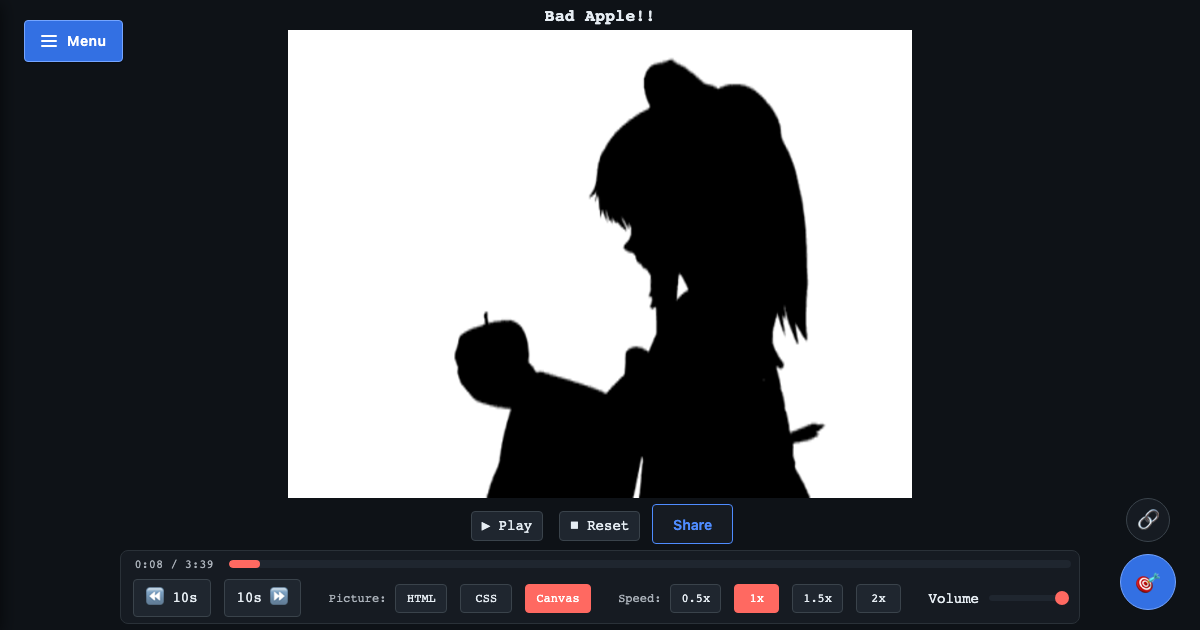 Bad Apple!!
Menu
▶ Play
■ Reset
Share
0:08 / 3:39
⏪ 10s
10s ⏩
Picture:
HTML
CSS
Canvas
Speed:
0.5x
1x
1.5x
2x
Volume